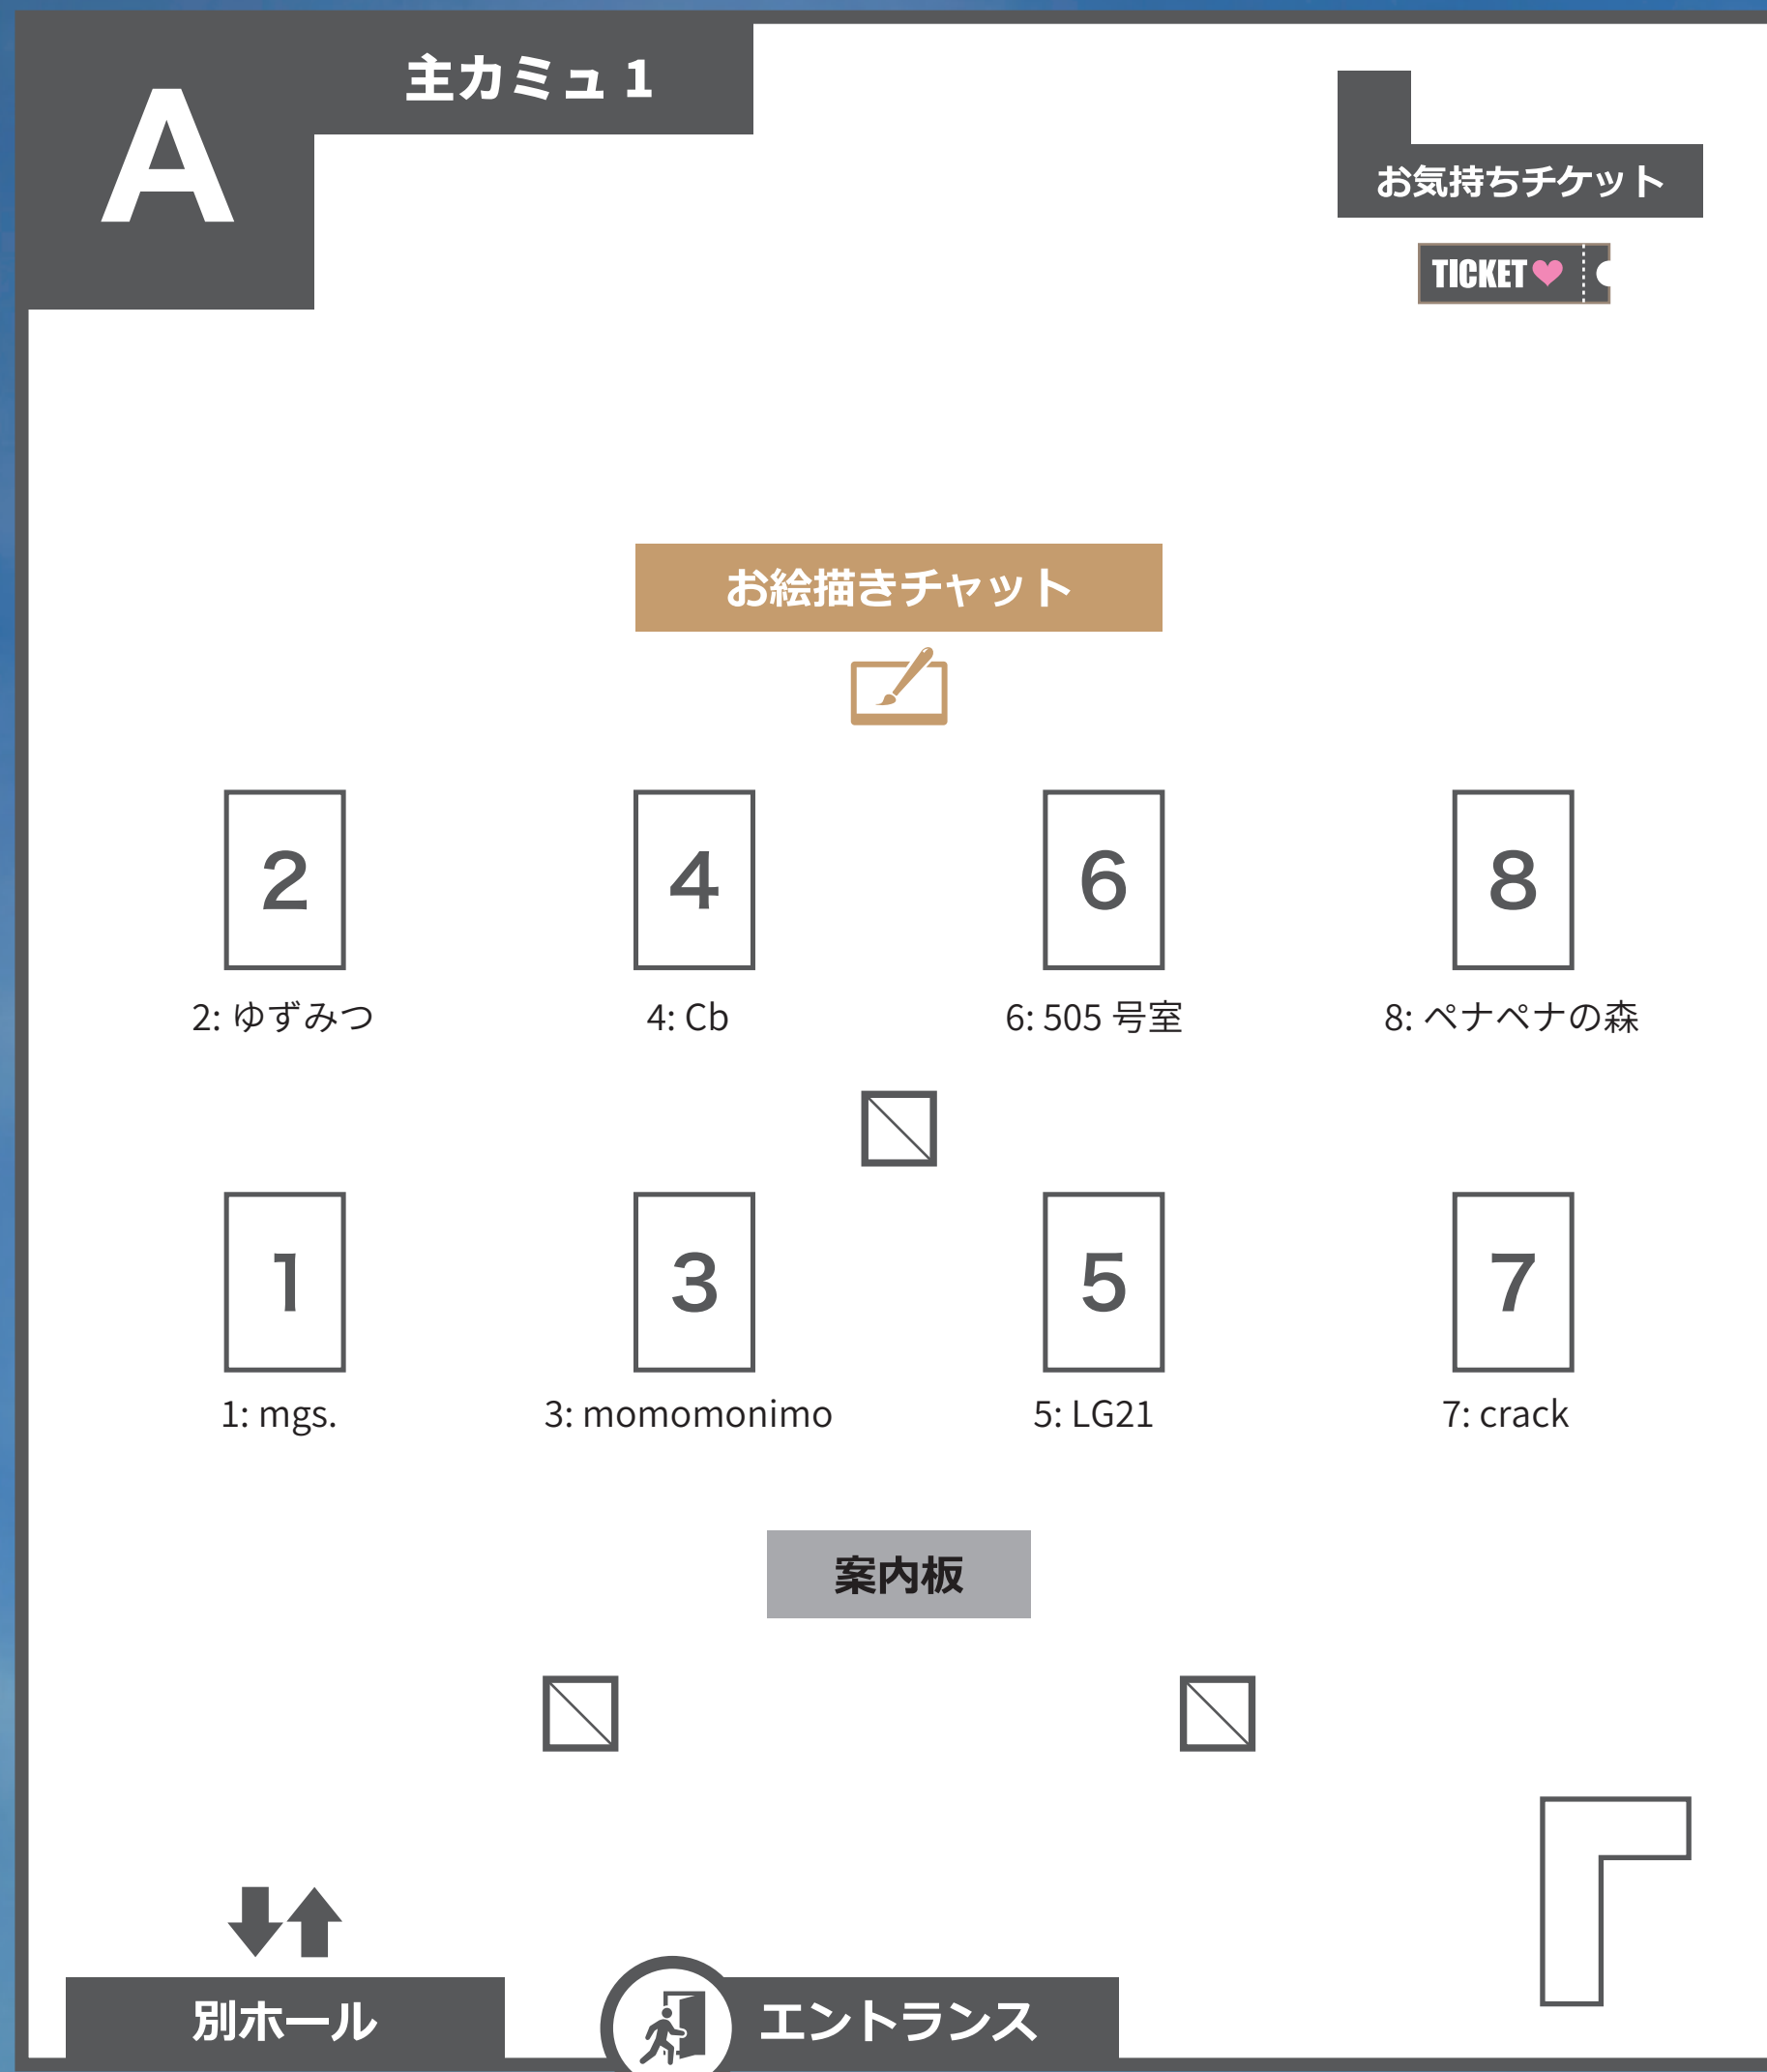 A
主カミュ 1
お気持ちチケット
TICKET
お絵描きチャット
2
4
6
8
2: ゆずみつ
4: Cb
6: 505 号室
8: ペナペナの森
1
3
5
7
1: mgs.
3: momomonimo
5: LG21
7: crack
案内板
別ホール
エントランス